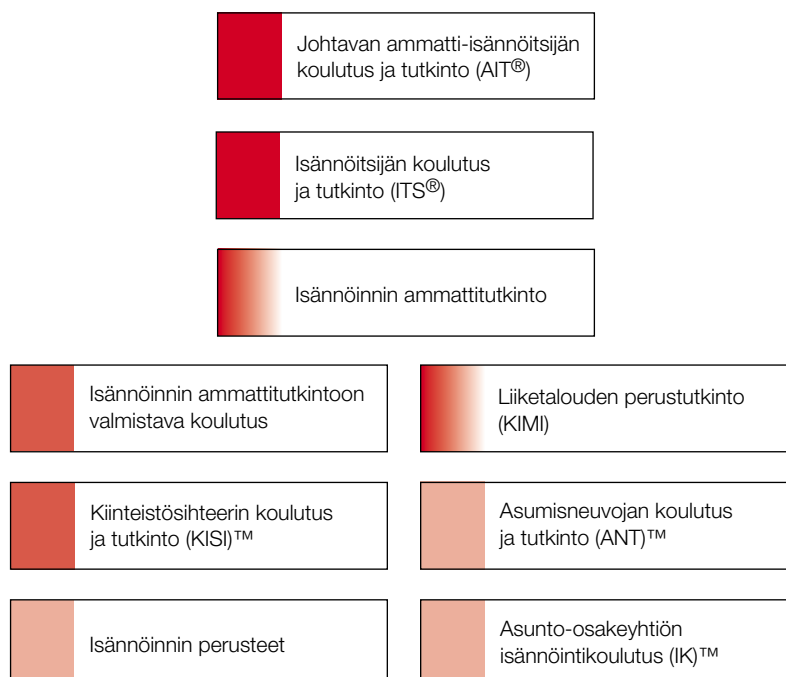 Johtavan ammatti-isännöitsijän
koulutus ja tutkinto (AIT®)
Isännöitsijän koulutus
ja tutkinto (ITS®)
Isännöinnin ammattitutkinto
Isännöinnin ammattitutkintoon
valmistava koulutus
Liiketalouden perustutkinto
(KIMI)
Kiinteistösihteerin koulutus
ja tutkinto (KISI)™
Asumisneuvojan koulutus
ja tutkinto (ANT)™
Isännöinnin perusteet
Asunto-osakeyhtiön
isännöintikoulutus (IK)™